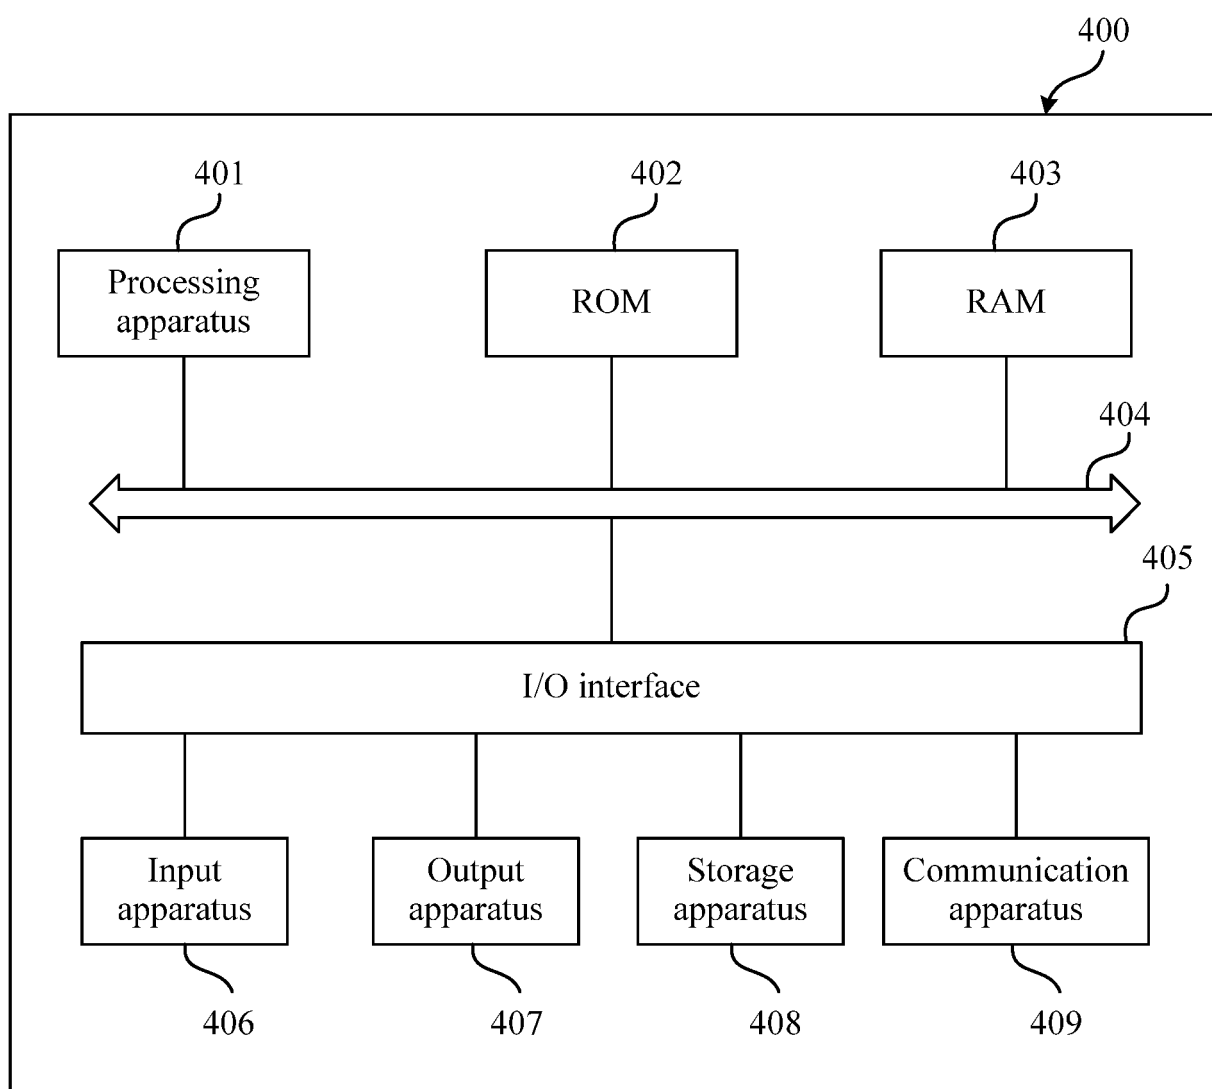 400
401
402
403
Processing
apparatus
ROM
RAM
404
405
I/O interface
Input
apparatus
Output
apparatus
Storage
apparatus
Communication
apparatus
406
407
408
409